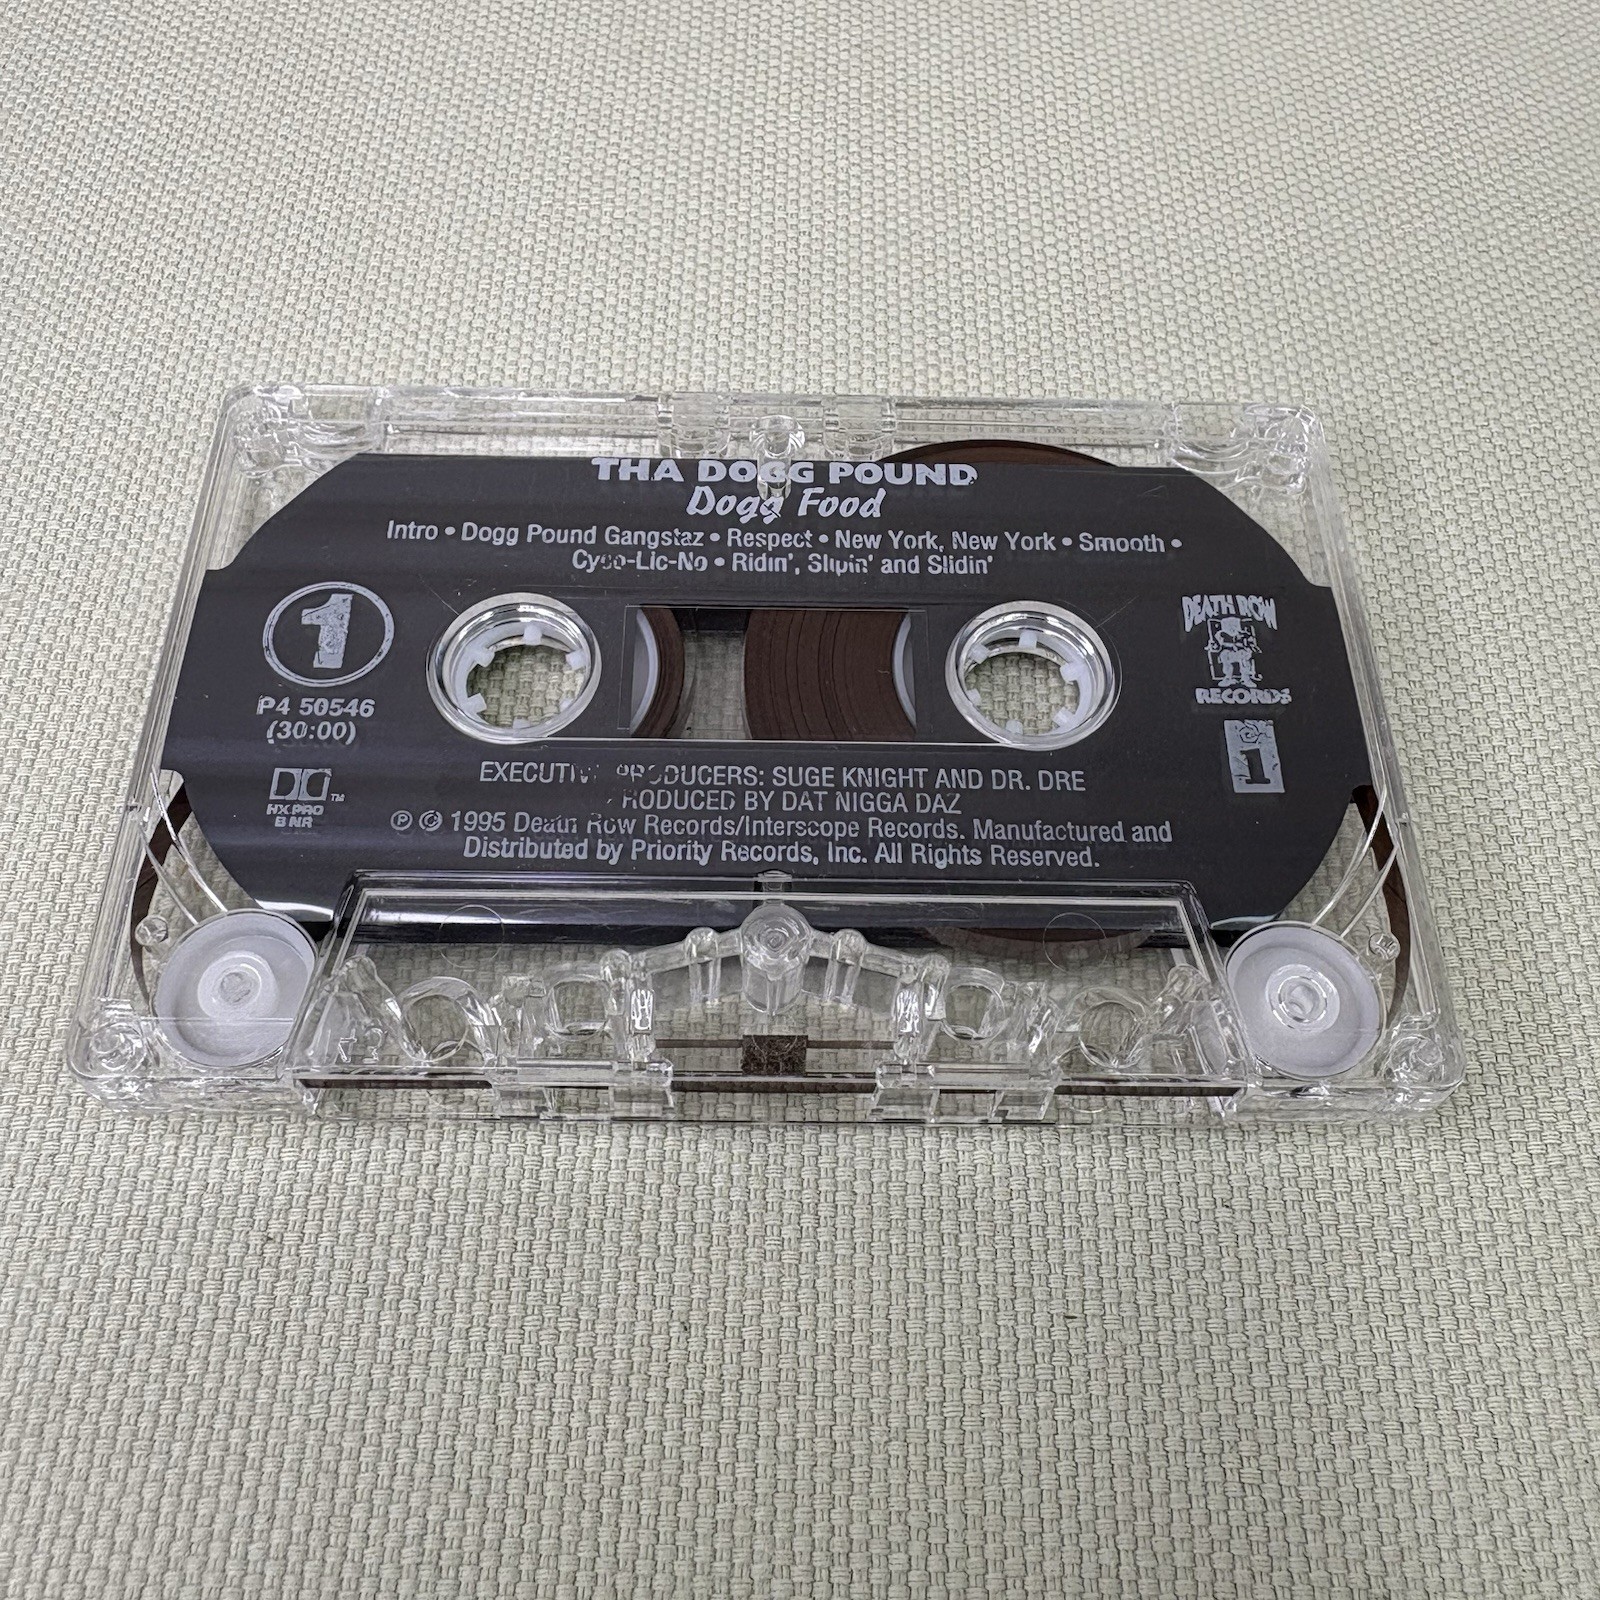 THA DOGG POUND
Dogg Food
Intro • Dogg Pound Gangstaz • Respect • New York, New York • Smooth •
Cyco-Lic-No • Ridin', Slipin' and Slidin'
1
P4 50546
(30:00)
HX PRO
B NR
TM
DEATH ROW
RECORDS
1
EXECUTIVE PRODUCERS: SUGE KNIGHT AND DR. DRE
PRODUCED BY DAT NIGGA DAZ
℗ © 1995 Death Row Records/Interscope Records. Manufactured and
Distributed by Priority Records, Inc. All Rights Reserved.